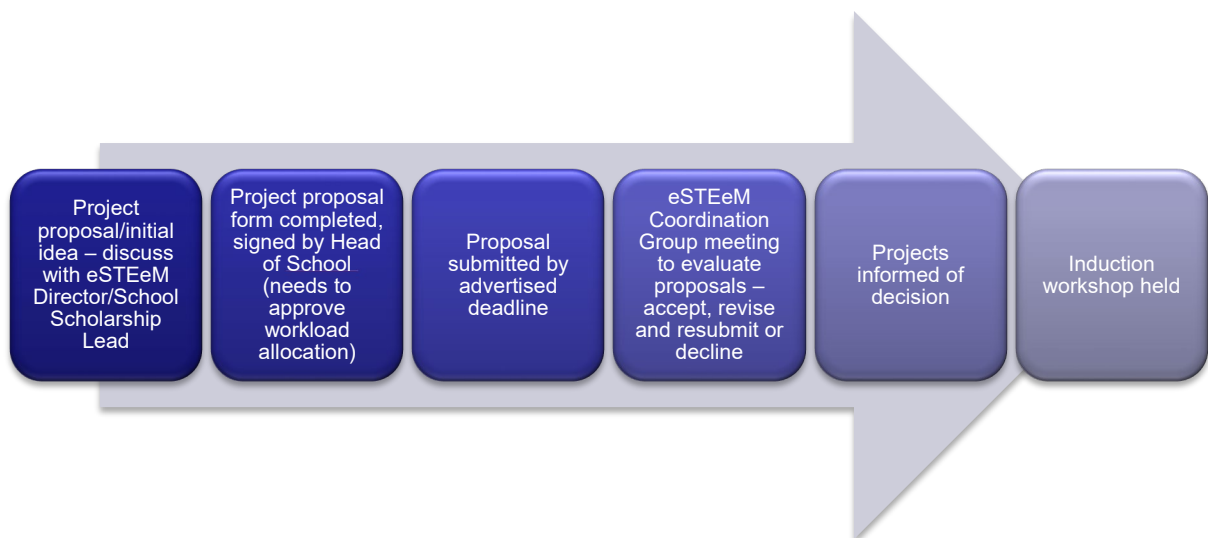 Project
proposal/initial
idea – discuss
with eSTEeM
Director/School
Scholarship
Lead
Project proposal
form completed,
signed by Head
of School
(needs to
approve
workload
allocation)
Proposal
submitted by
advertised
deadline
eSTEeM
Coordination
Group meeting
to evaluate
proposals –
accept, revise
and resubmit or
decline
Projects
informed of
decision
Induction
workshop held